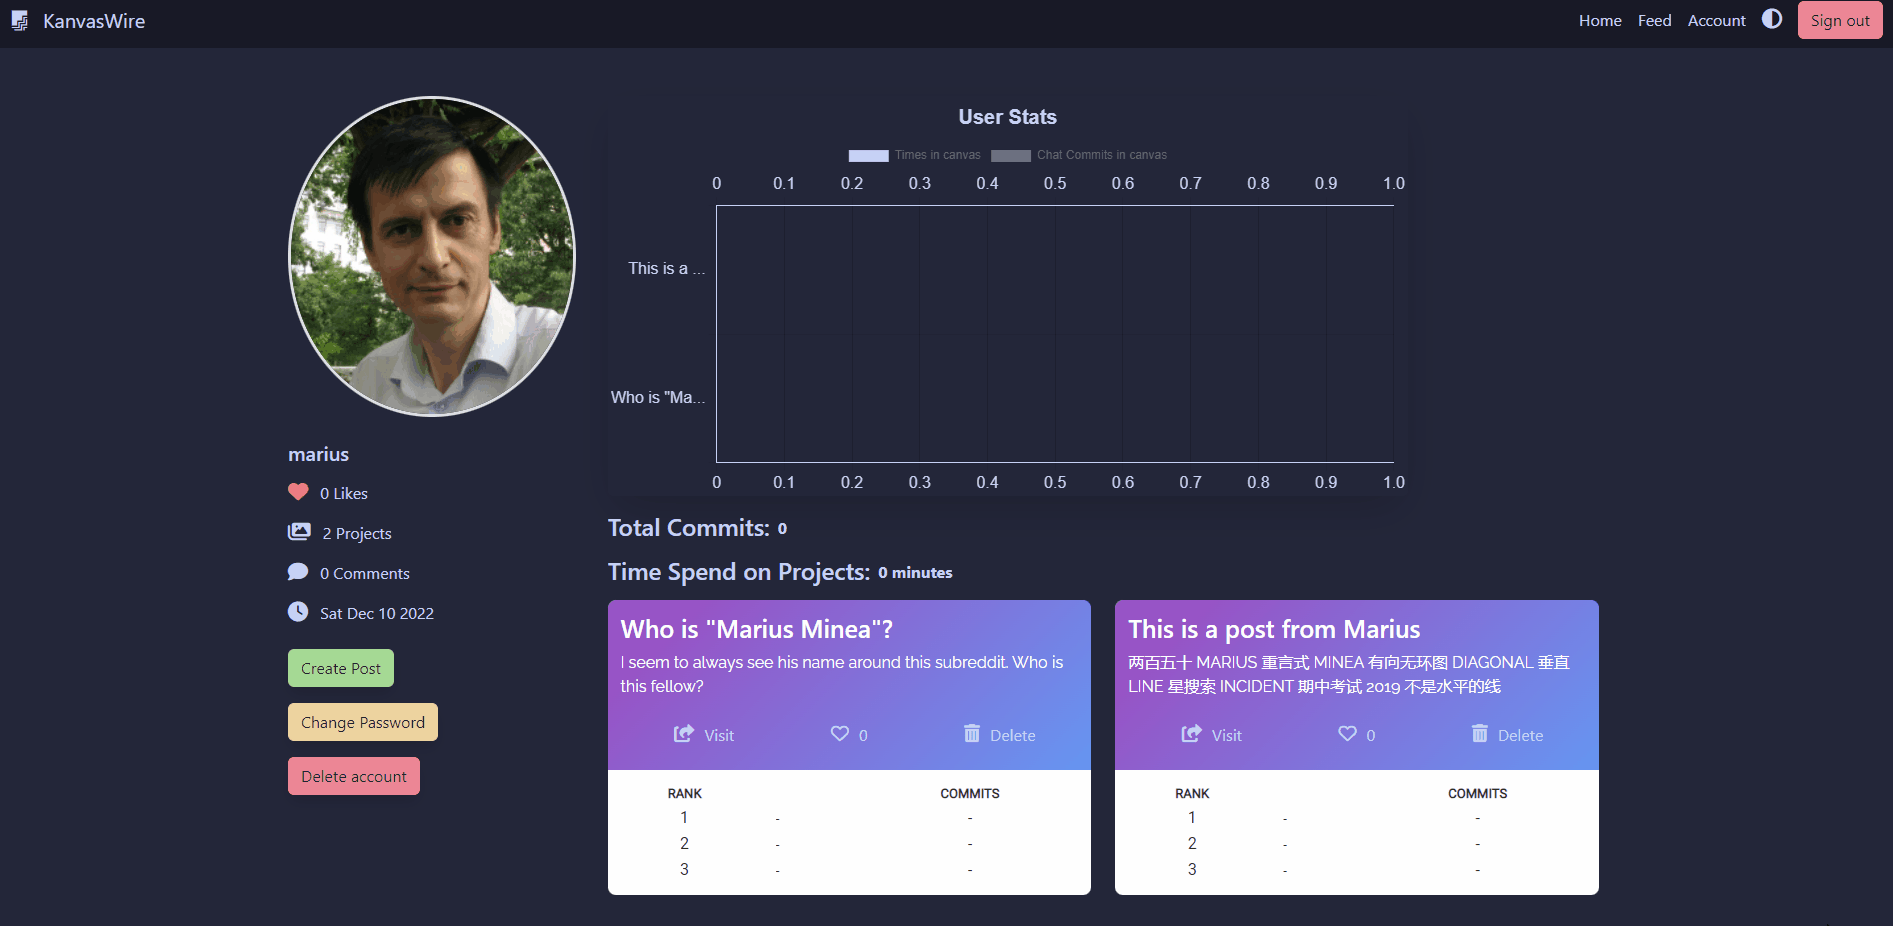 KanvasWire
Home Feed Account Sign out
User Stats
Times in canvas Chat Commits in canvas
0 0.1 0.2 0.3 0.4 0.5 0.6 0.7 0.8 0.9 1.0
This is a ...
Who is "Ma...
0 0.1 0.2 0.3 0.4 0.5 0.6 0.7 0.8 0.9 1.0
marius
0 Likes
2 Projects
0 Comments
Sat Dec 10 2022
Create Post
Change Password
Delete account
Total Commits: 0
Time Spend on Projects: 0 minutes
Who is "Marius Minea"?
I seem to always see his name around this subreddit. Who is
this fellow?
Visit 0 Delete
RANK COMMITS
1 - -
2 - -
3 - -
This is a post from Marius
两百五十 MARIUS 重言式 MINEA 有向无环图 DIAGONAL 垂直
LINE 星搜索 INCIDENT 期中考试 2019 不是水平的线
Visit 0 Delete
RANK COMMITS
1 - -
2 - -
3 - -